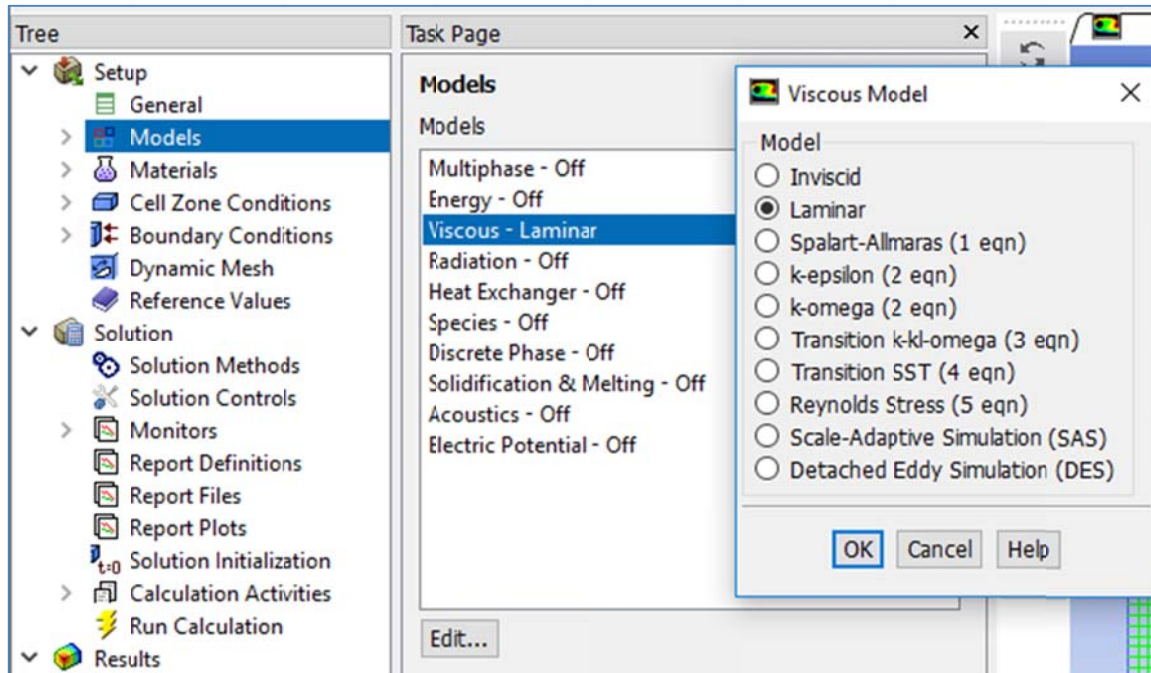 Tree
Setup
General
Models
Materials
Cell Zone Conditions
Boundary Conditions
Dynamic Mesh
Reference Values
Solution
Solution Methods
Solution Controls
Monitors
Report Definitions
Report Files
Report Plots
t=0 Solution Initialization
Calculation Activities
Run Calculation
Results
Task Page
Models
Models
Multiphase - Off
Energy - Off
Viscous - Laminar
Radiation - Off
Heat Exchanger - Off
Species - Off
Discrete Phase - Off
Solidification & Melting - Off
Acoustics - Off
Electric Potential - Off
Edit...
Viscous Model
Model
Inviscid
Laminar
Spalart-Allmaras (1 eqn)
k-epsilon (2 eqn)
k-omega (2 eqn)
Transition k-kl-omega (3 eqn)
Transition SST (4 eqn)
Reynolds Stress (5 eqn)
Scale-Adaptive Simulation (SAS)
Detached Eddy Simulation (DES)
OK Cancel Help